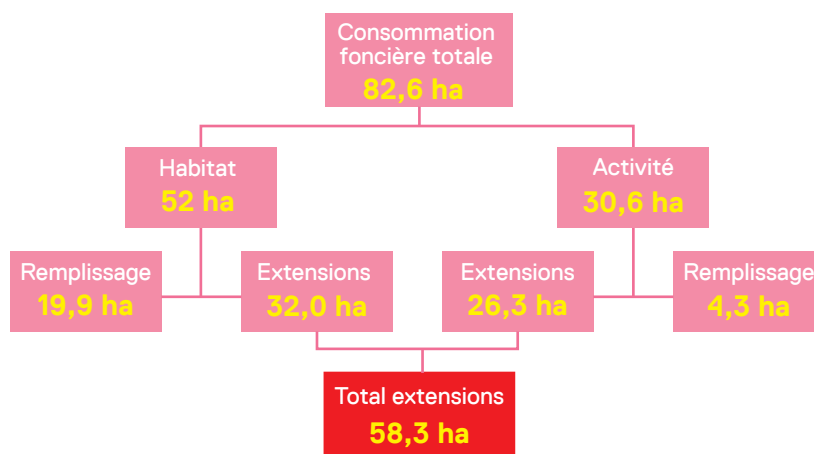 Consommation
foncière totale
82,6 ha
Habitat
52 ha
Activité
30,6 ha
Remplissage
19,9 ha
Extensions
32,0 ha
Extensions
26,3 ha
Remplissage
4,3 ha
Total extensions
58,3 ha